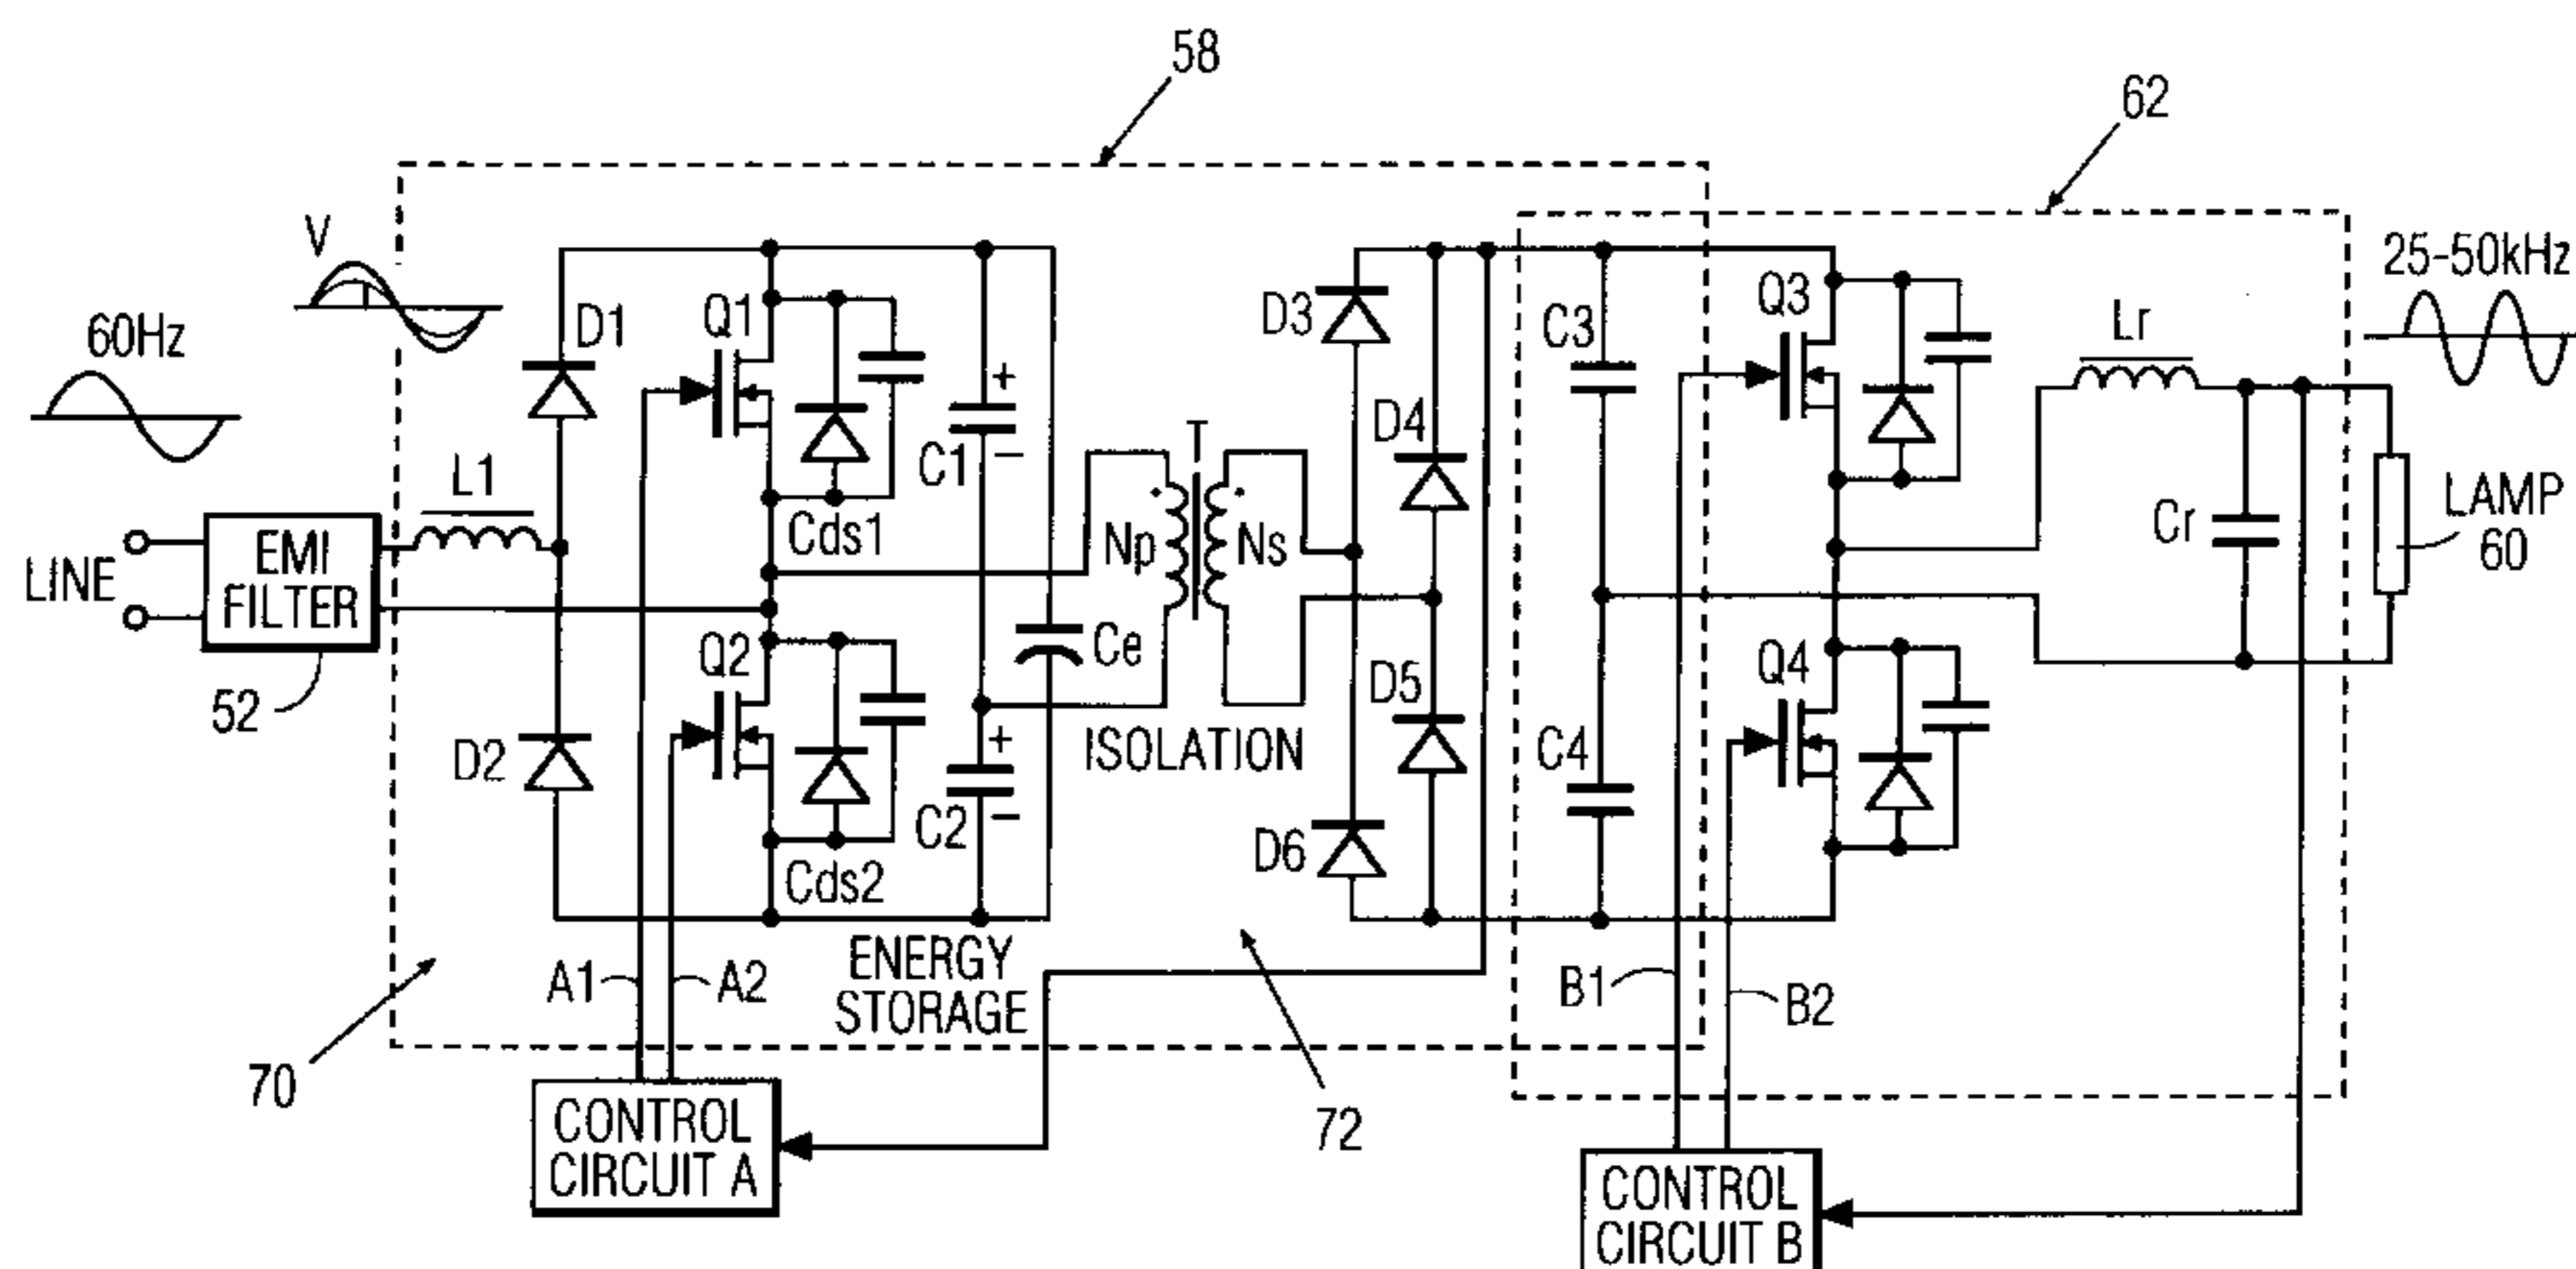 58
62
V
60Hz
25-50kHz
D1
Q1
D3
C3
Q3
Lr
+
C1
−
T
D4
L1
Cds1
Np
Ns
Cr
LAMP
60
LINE
EMI
FILTER
Q2
Ce
Q4
52
D2
+
C2
−
ISOLATION
D5
C4
D6
Cds2
ENERGY
STORAGE
A1
A2
B1
B2
70
72
CONTROL
CIRCUIT A
CONTROL
CIRCUIT B